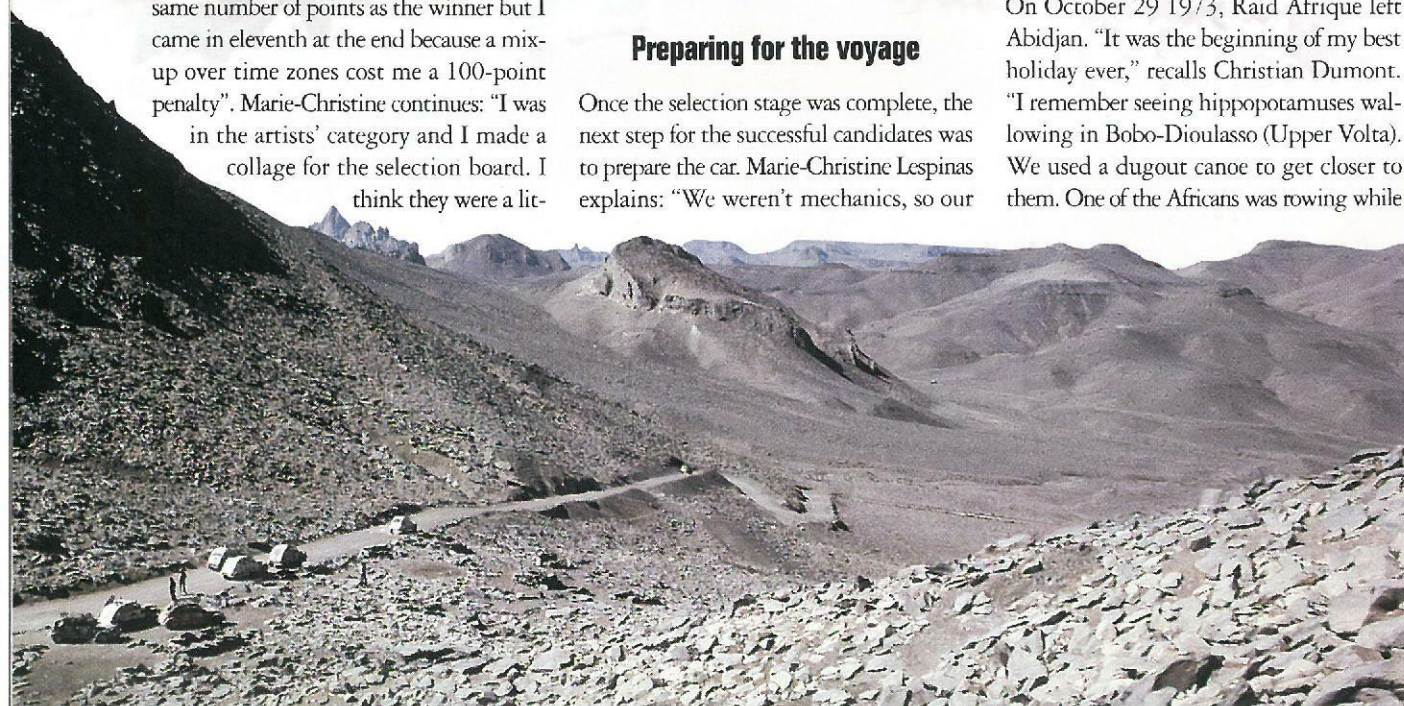 same number of points as the winner but I
came in eleventh at the end because a mix-
up over time zones cost me a 100-point
penalty”. Marie-Christine continues: “I was
in the artists’ category and I made a
collage for the selection board. I
think they were a lit-
Preparing for the voyage
Once the selection stage was complete, the
next step for the successful candidates was
to prepare the car. Marie-Christine Lespinas
explains: “We weren’t mechanics, so our
On October 29 1973, Raid Afrique left
Abidjan. “It was the beginning of my best
holiday ever,” recalls Christian Dumont.
“I remember seeing hippopotamuses wal-
lowing in Bobo-Dioulasso (Upper Volta).
We used a dugout canoe to get closer to
them. One of the Africans was rowing while